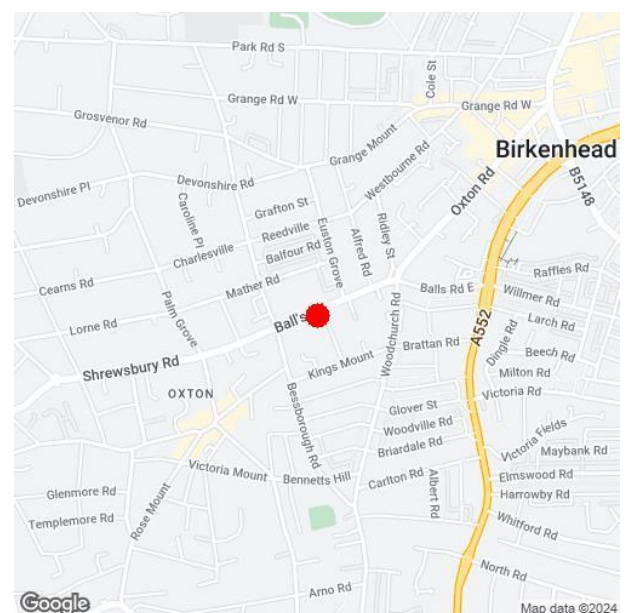 Park Rd S
Cole St
Grange Rd W
Grange Rd W
Grosvenor Rd
Grange Mount
Birkenhead
Westbourne Rd
Oxton Rd
B5148
Devonshire Pl
Devonshire Rd
Caroline Pl
Grafton St
Reedville
Euston Grove
Ridley St
Alfred Rd
Charlesville
Balfour Rd
Raffles Rd
Cearns Rd
Mather Rd
Balls Rd E
Willmer Rd
Palm Grove
Lorne Rd
Ball's
Woodchurch Rd
A552
Larch Rd
Dingle Rd
Brattan Rd
Beech Rd
Shrewsbury Rd
Kings Mount
Milton Rd
OXTON
Bessborough Rd
Victoria Rd
Glover St
Woodville Rd
Victoria Fields
Briardale Rd
Maybank Rd
Victoria Mount
Bennetts Hill
Carlton Rd
Albert Rd
Elmswood Rd
Glenmore Rd
Rose Mount
Harrowby Rd
Templemore Rd
Whitford Rd
North Rd
Arno Rd
Google
Map data ©2024